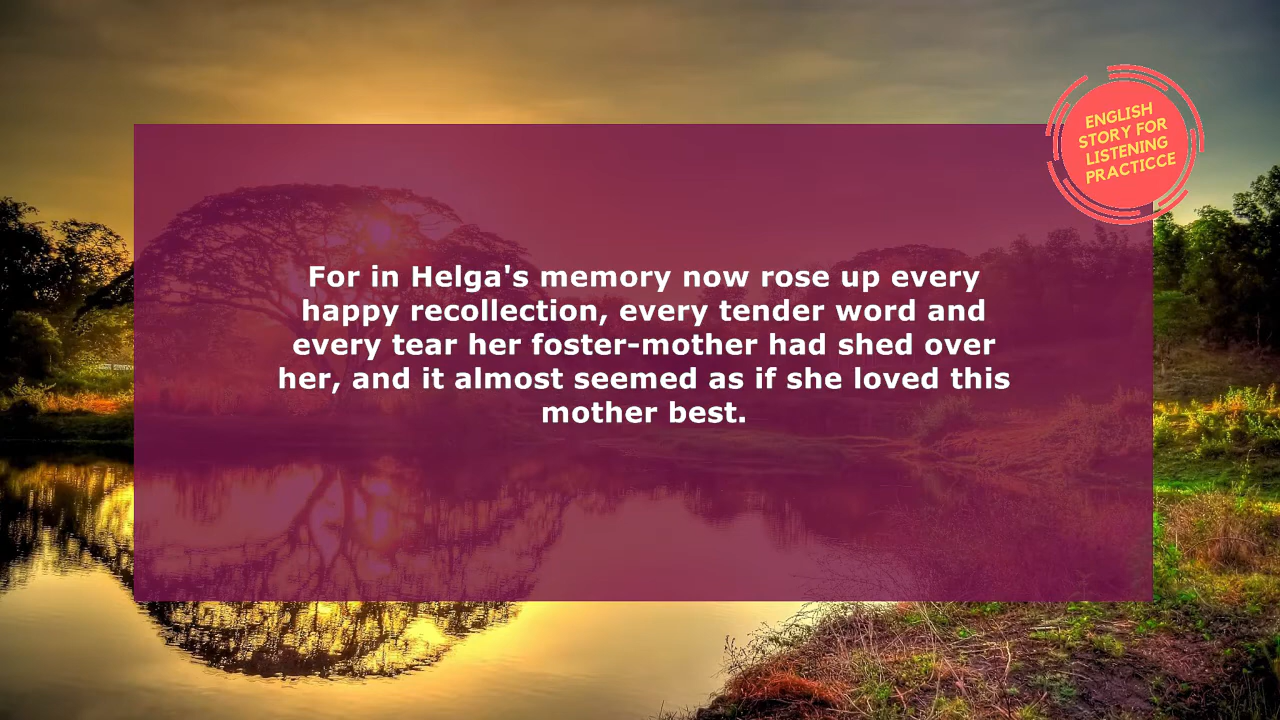 ENGLISH
STORY FOR
LISTENING
PRACTICCE
For in Helga's memory now rose up every
happy recollection, every tender word and
every tear her foster-mother had shed over
her, and it almost seemed as if she loved this
mother best.